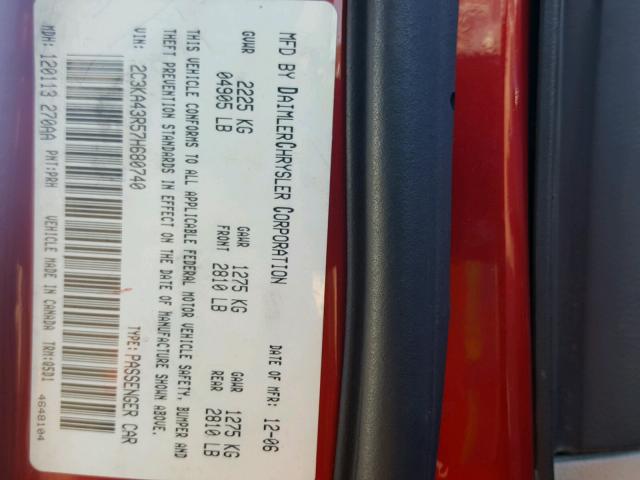 MFD BY DAIMLERCHRYSLER CORPORATION DATE OF MFR: 12-06
GVWR 2225 KG GAWR 1275 KG GAWR 1275 KG
04905 LB FRONT 2810 LB REAR 2810 LB
THIS VEHICLE CONFORMS TO ALL APPLICABLE FEDERAL MOTOR VEHICLE SAFETY, BUMPER AND
THEFT PREVENTION STANDARDS IN EFFECT ON THE DATE OF MANUFACTURE SHOWN ABOVE.
VIN: 2C3KA43R57H680740 TYPE: PASSENGER CAR
MDH: 120113 270AA PNT: PRH VEHICLE MADE IN CANADA TRM: Q5D1 4648104